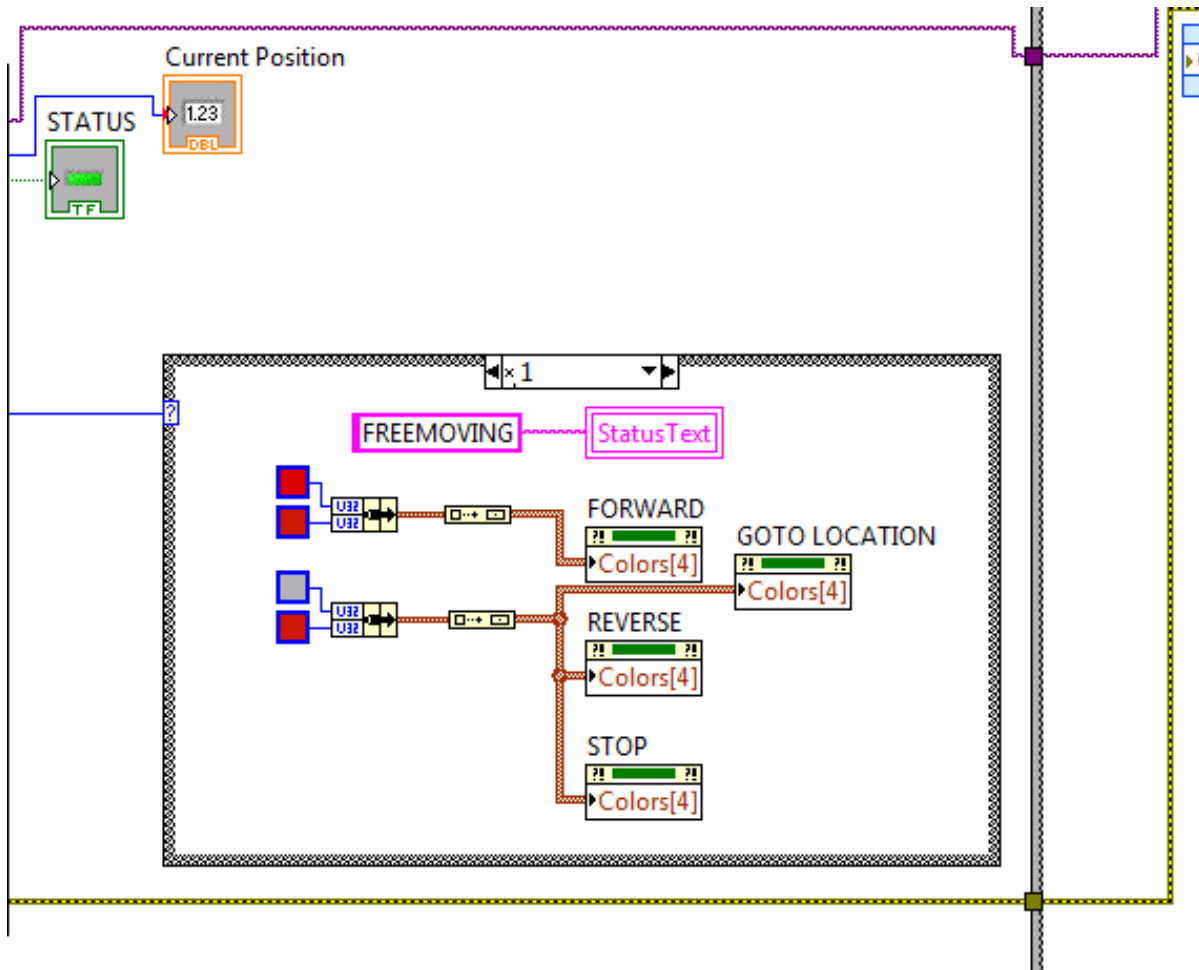 Current Position
1.23
DBL
STATUS
TF
1
?
FREEMOVING
StatusText
U32
U32
FORWARD
?!
?!
Colors[4]
GOTO LOCATION
?!
?!
Colors[4]
U32
U32
REVERSE
?!
?!
Colors[4]
STOP
?!
?!
Colors[4]